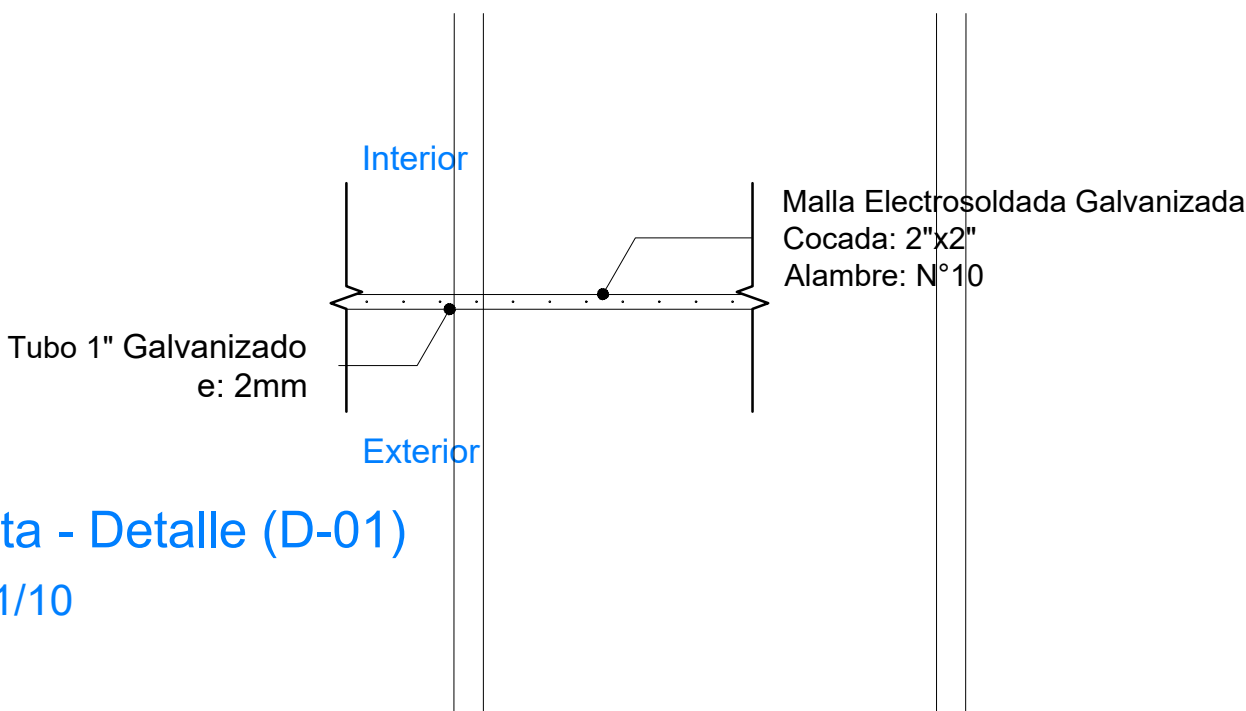 Interior
Malla Electrosoldada Galvanizada
Cocada: 2"x2"
Alambre: N°10
Tubo 1" Galvanizado
e: 2mm
Exterior
ta - Detalle (D-01)
1/10